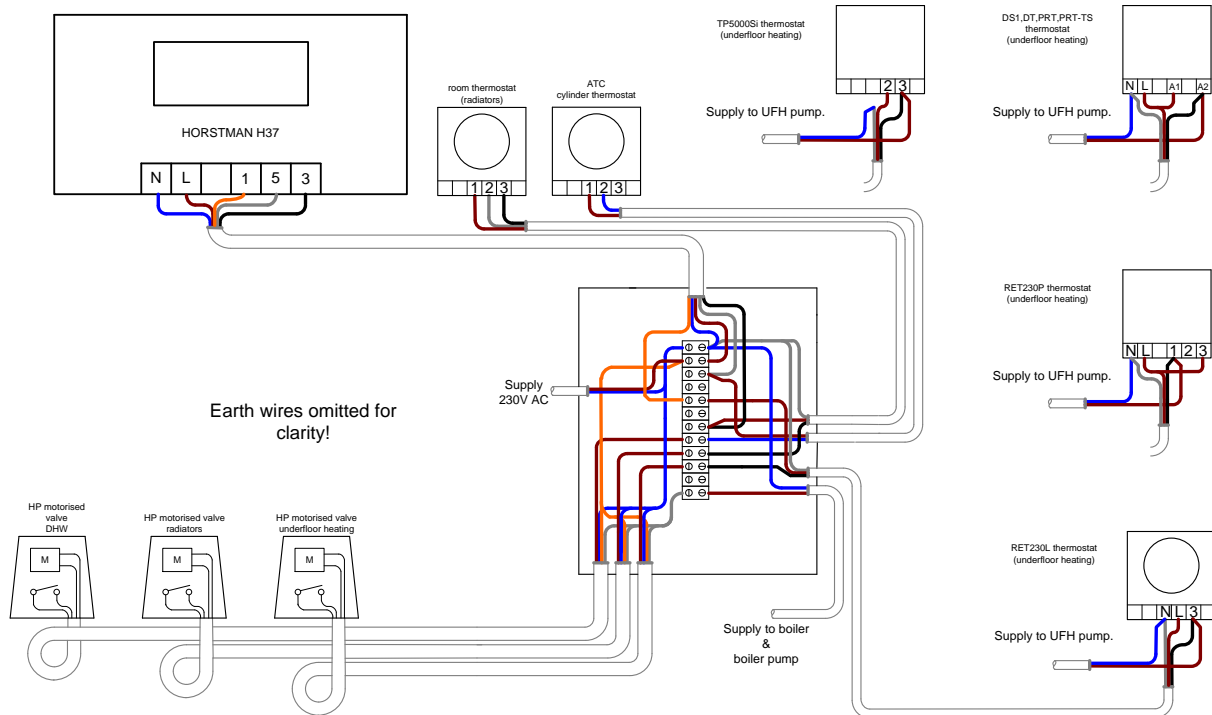 HORSTMAN H37
N L 1 5 3
room thermostat
(radiators)
1 2 3
ATC
cylinder thermostat
1 2 3
TP5000Si thermostat
(underfloor heating)
2 3
Supply to UFH pump.
DS1,DT,PRT,PRT-TS
thermostat
(underfloor heating)
N L A1 A2
Supply to UFH pump.
RET230P thermostat
(underfloor heating)
N L 1 2 3
Supply to UFH pump.
Supply
230V AC
Earth wires omitted for
clarity!
HP motorised
valve
DHW
M
HP motorised valve
radiators
M
HP motorised valve
underfloor heating
M
Supply to boiler
&
boiler pump
RET230L thermostat
(underfloor heating)
N L 3
Supply to UFH pump.